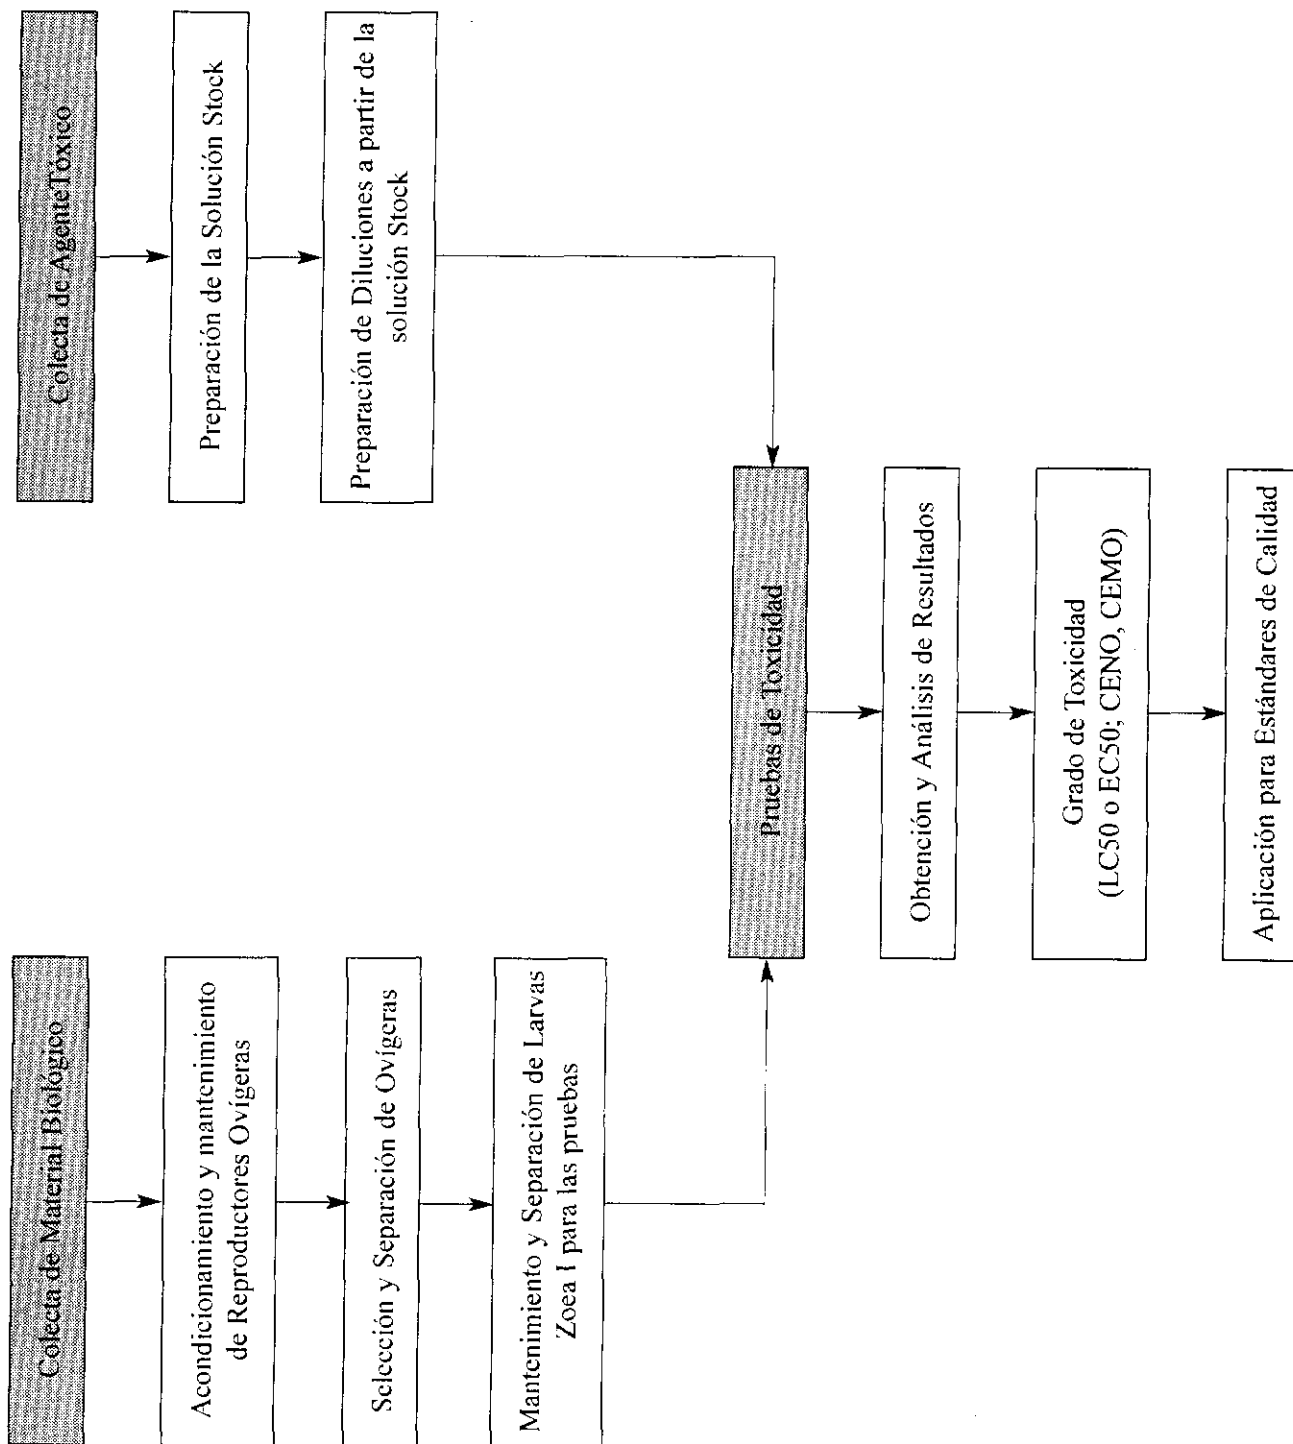 Colecta de Material Biológico
Acondicionamiento y mantenimiento
de Reproductores Ovígeras
Selección y Separación de Ovígeras
Mantenimiento y Separación de Larvas
Zoea I para las pruebas
Colecta de AgenteTóxico
Preparación de la Solución Stock
Preparación de Diluciones a partir de la
solución Stock
Pruebas de Toxicidad
Obtención y Análisis de Resultados
Grado de Toxicidad
(LC50 o EC50; CENO, CEMO)
Aplicación para Estándares de Calidad